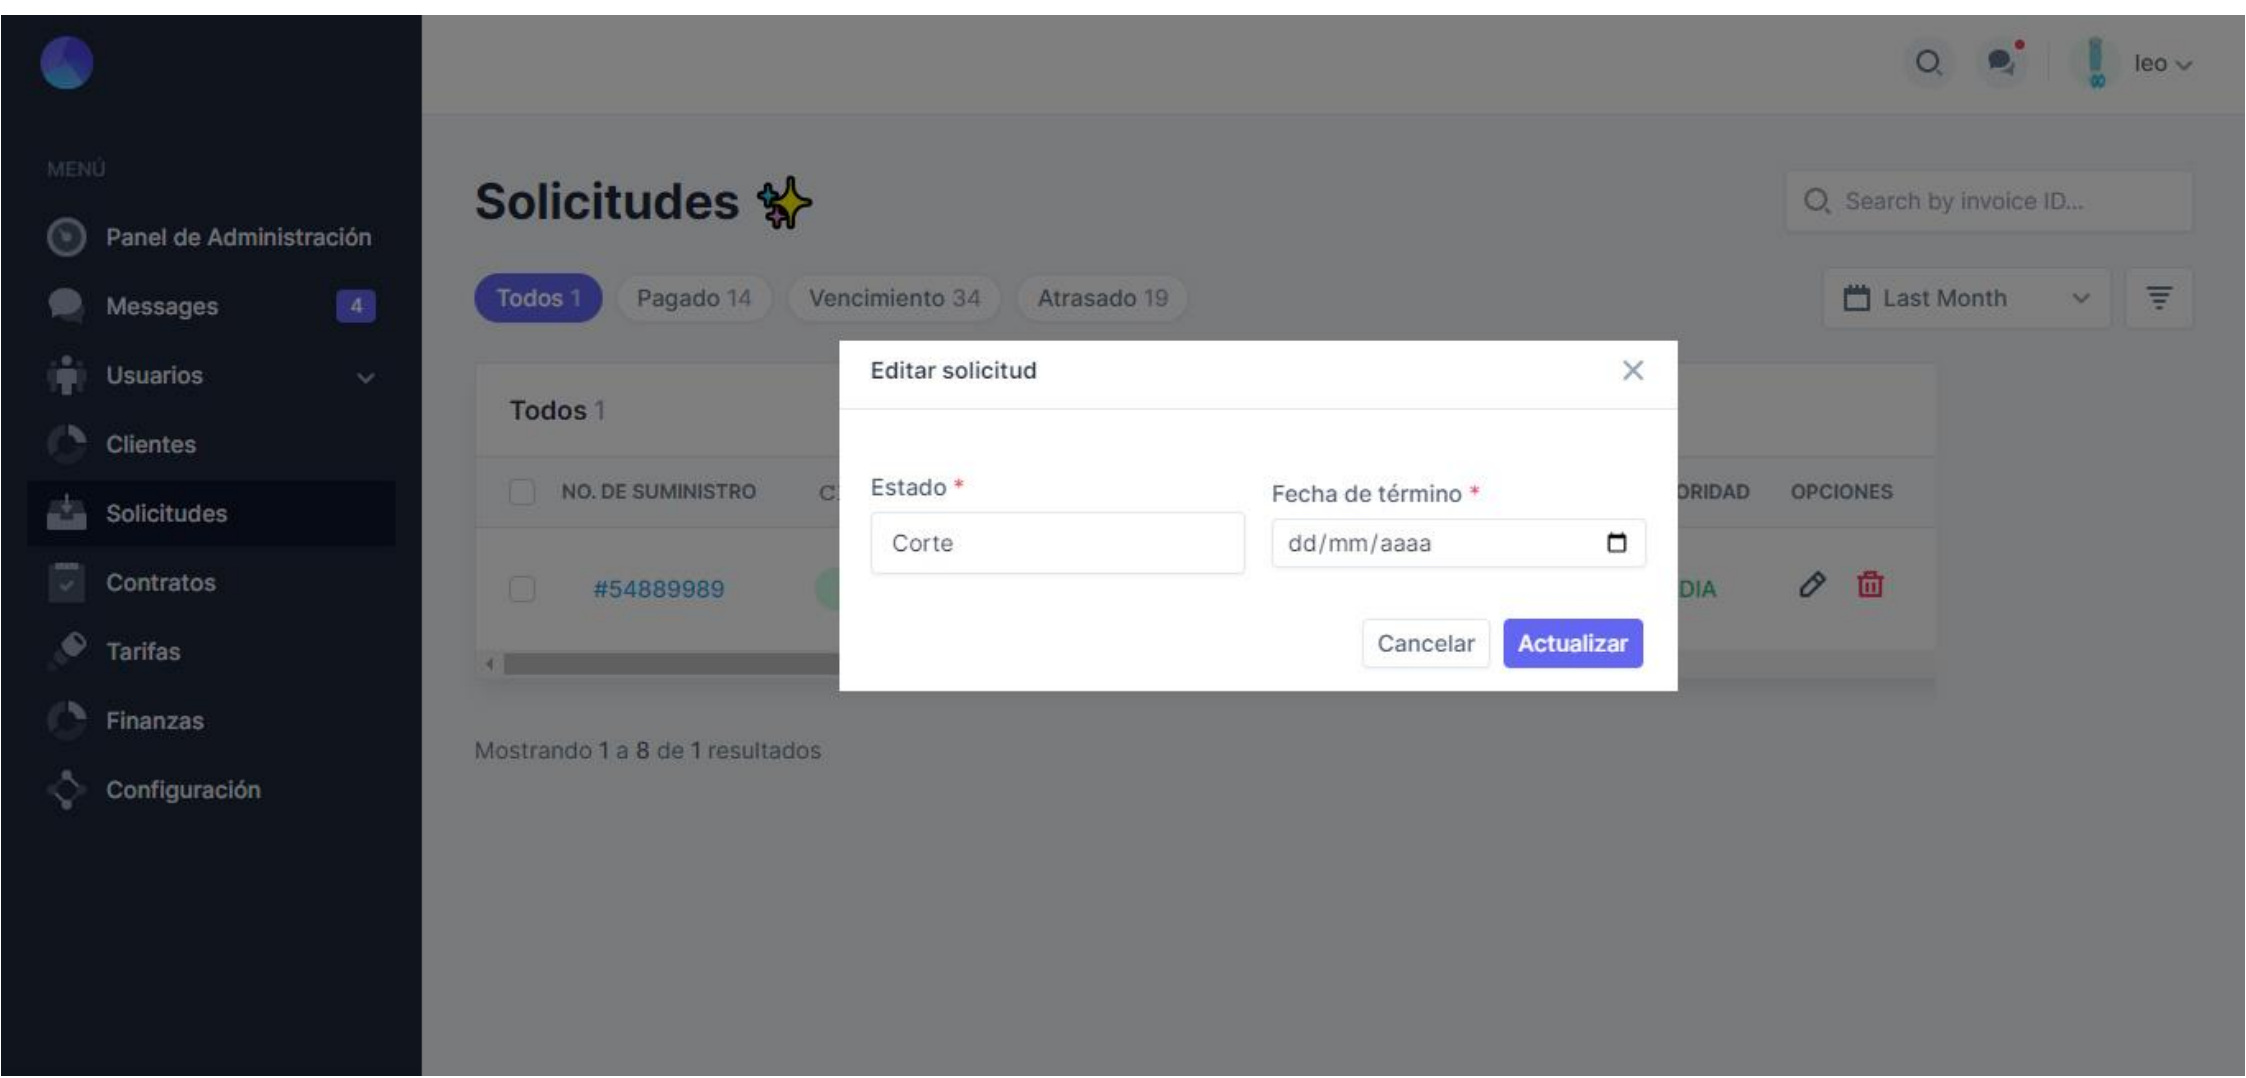 leo
MENÚ
Panel de Administración
Messages 4
Usuarios
Clientes
Solicitudes
Contratos
Tarifas
Finanzas
Configuración
Solicitudes
Search by invoice ID...
Todos 1 Pagado 14 Vencimiento 34 Atrasado 19
Last Month
Todos 1
NO. DE SUMINISTRO C ORIDAD OPCIONES
#54889989 DIA
Editar solicitud
Estado * Fecha de término *
Corte dd/mm/aaaa
Cancelar Actualizar
Mostrando 1 a 8 de 1 resultados